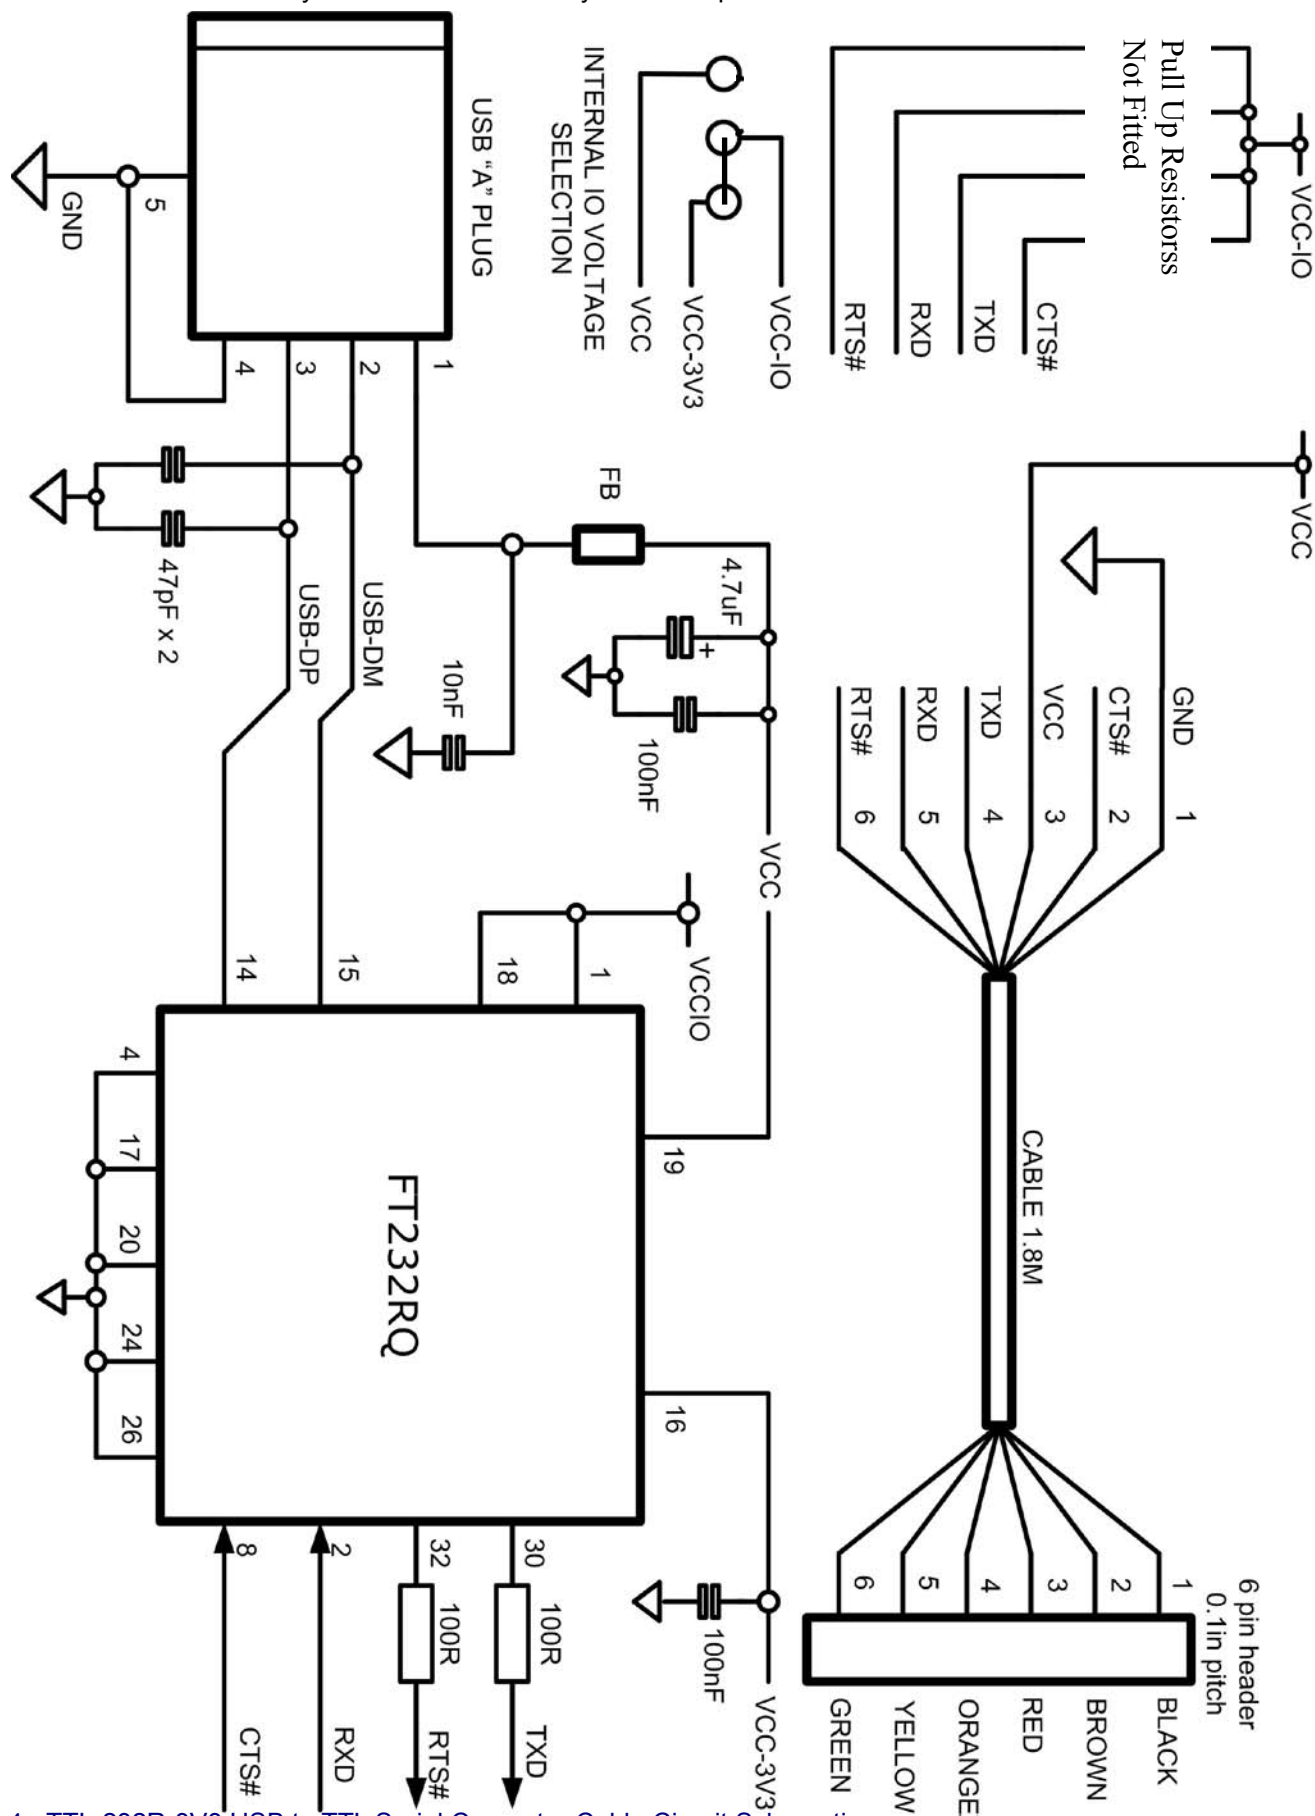 Pull Up Resistorss
Not Fitted
VCC-IO
CTS#
TXD
RXD
RTS#
INTERNAL IO VOLTAGE
SELECTION
VCC-IO
VCC-3V3
VCC
USB "A" PLUG
5
GND
1
2
3
4
47pF x 2
USB-DM
USB-DP
FB
4.7uF
+
100nF
10nF
VCC
VCC
GND 1
CTS# 2
VCC 3
TXD 4
RXD 5
RTS# 6
CABLE 1.8M
6 pin header
0.1in pitch
1
2
3
4
5
6
BLACK
BROWN
RED
ORANGE
YELLOW
GREEN
VCCIO
1
18
15
14
19
16
FT232RQ
4
17
20
24
26
100nF
VCC-3V3
30
100R
TXD
32
100R
RTS#
2
RXD
8
CTS#